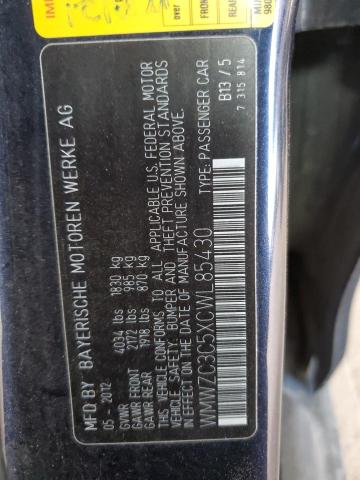 MFD BY BAYERISCHE MOTOREN WERKE AG
05 - 2012
GVWR 4034 lbs 1830 kg
GAWR FRONT 2172 lbs 985 kg
GAWR REAR 1918 lbs 870 kg
THIS VEHICLE CONFORMS TO ALL APPLICABLE U.S. FEDERAL MOTOR
VEHICLE SAFETY, BUMPER AND THEFT PREVENTION STANDARDS
IN EFFECT ON THE DATE OF MANUFACTURE SHOWN ABOVE.
WMWZC3C5XCWL85430 TYPE: PASSENGER CAR
B13 / 5
7 315 814
over
FRON
REAR